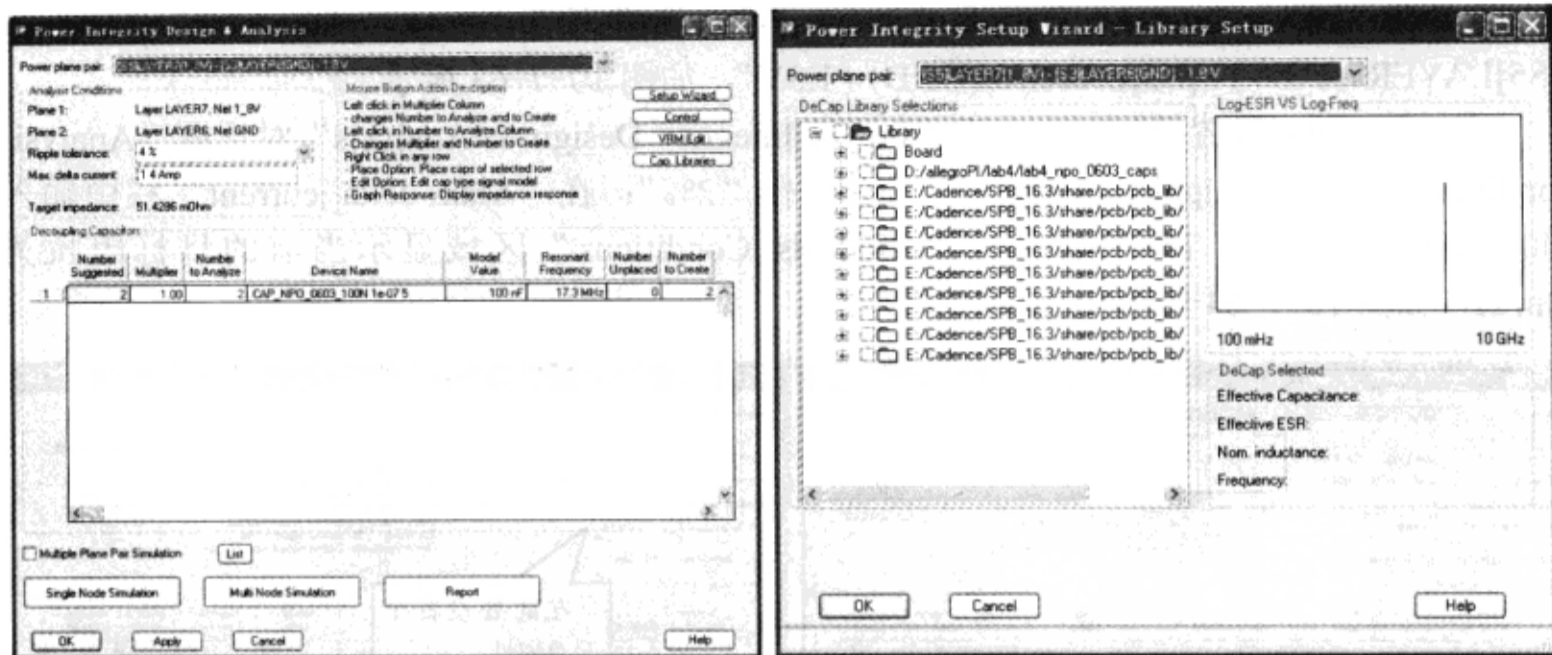 Power Integrity Design & Analysis
Power plane pair: [S5]LAYER7(1_8V) - [S3]LAYER6(GND) - 1.8 V
Analysis Conditions
Plane 1: Layer LAYER7, Net 1_8V
Plane 2: Layer LAYER6, Net GND
Ripple tolerance: 4 %
Max. delta current: 1.4 Amp
Target impedance: 51.4286 mOhm
Mouse Button Action Description
Left click in Multiplier Column
- changes Number to Analyze and to Create
Left click in Number to Analyze Column
- Changes Multiplier and Number to Create
Right Click in any row
- Place Option: Place caps of selected row
- Edit Option: Edit cap type signal model
- Graph Response: Display impedance response
Setup Wizard
Control
VRM Edit
Cap. Libraries
Decoupling Capacitors
Number Suggested Multiplier Number to Analyze Device Name Model Value Resonant Frequency Number Unplaced Number to Create
1 2 1.00 2 CAP_NPO_0603_100N 1e-07 5 100 nF 17.3 MHz 0 2
Multiple Plane Pair Simulation List
Single Node Simulation Multi Node Simulation Report
OK Apply Cancel Help
Power Integrity Setup Wizard - Library Setup
Power plane pair: [S5]LAYER7(1_8V) - [S3]LAYER6(GND) - 1.8 V
DeCap Library Selections
Library
Board
D:/allegroPI/lab4/lab4_npo_0603_caps
E:/Cadence/SPB_16.3/share/pcb/pcb_lib/
E:/Cadence/SPB_16.3/share/pcb/pcb_lib/
E:/Cadence/SPB_16.3/share/pcb/pcb_lib/
E:/Cadence/SPB_16.3/share/pcb/pcb_lib/
E:/Cadence/SPB_16.3/share/pcb/pcb_lib/
E:/Cadence/SPB_16.3/share/pcb/pcb_lib/
E:/Cadence/SPB_16.3/share/pcb/pcb_lib/
E:/Cadence/SPB_16.3/share/pcb/pcb_lib/
E:/Cadence/SPB_16.3/share/pcb/pcb_lib/
Log-ESR VS Log-Freq
100 mHz 10 GHz
DeCap Selected
Effective Capacitance:
Effective ESR:
Nom. inductance:
Frequency:
OK Cancel Help